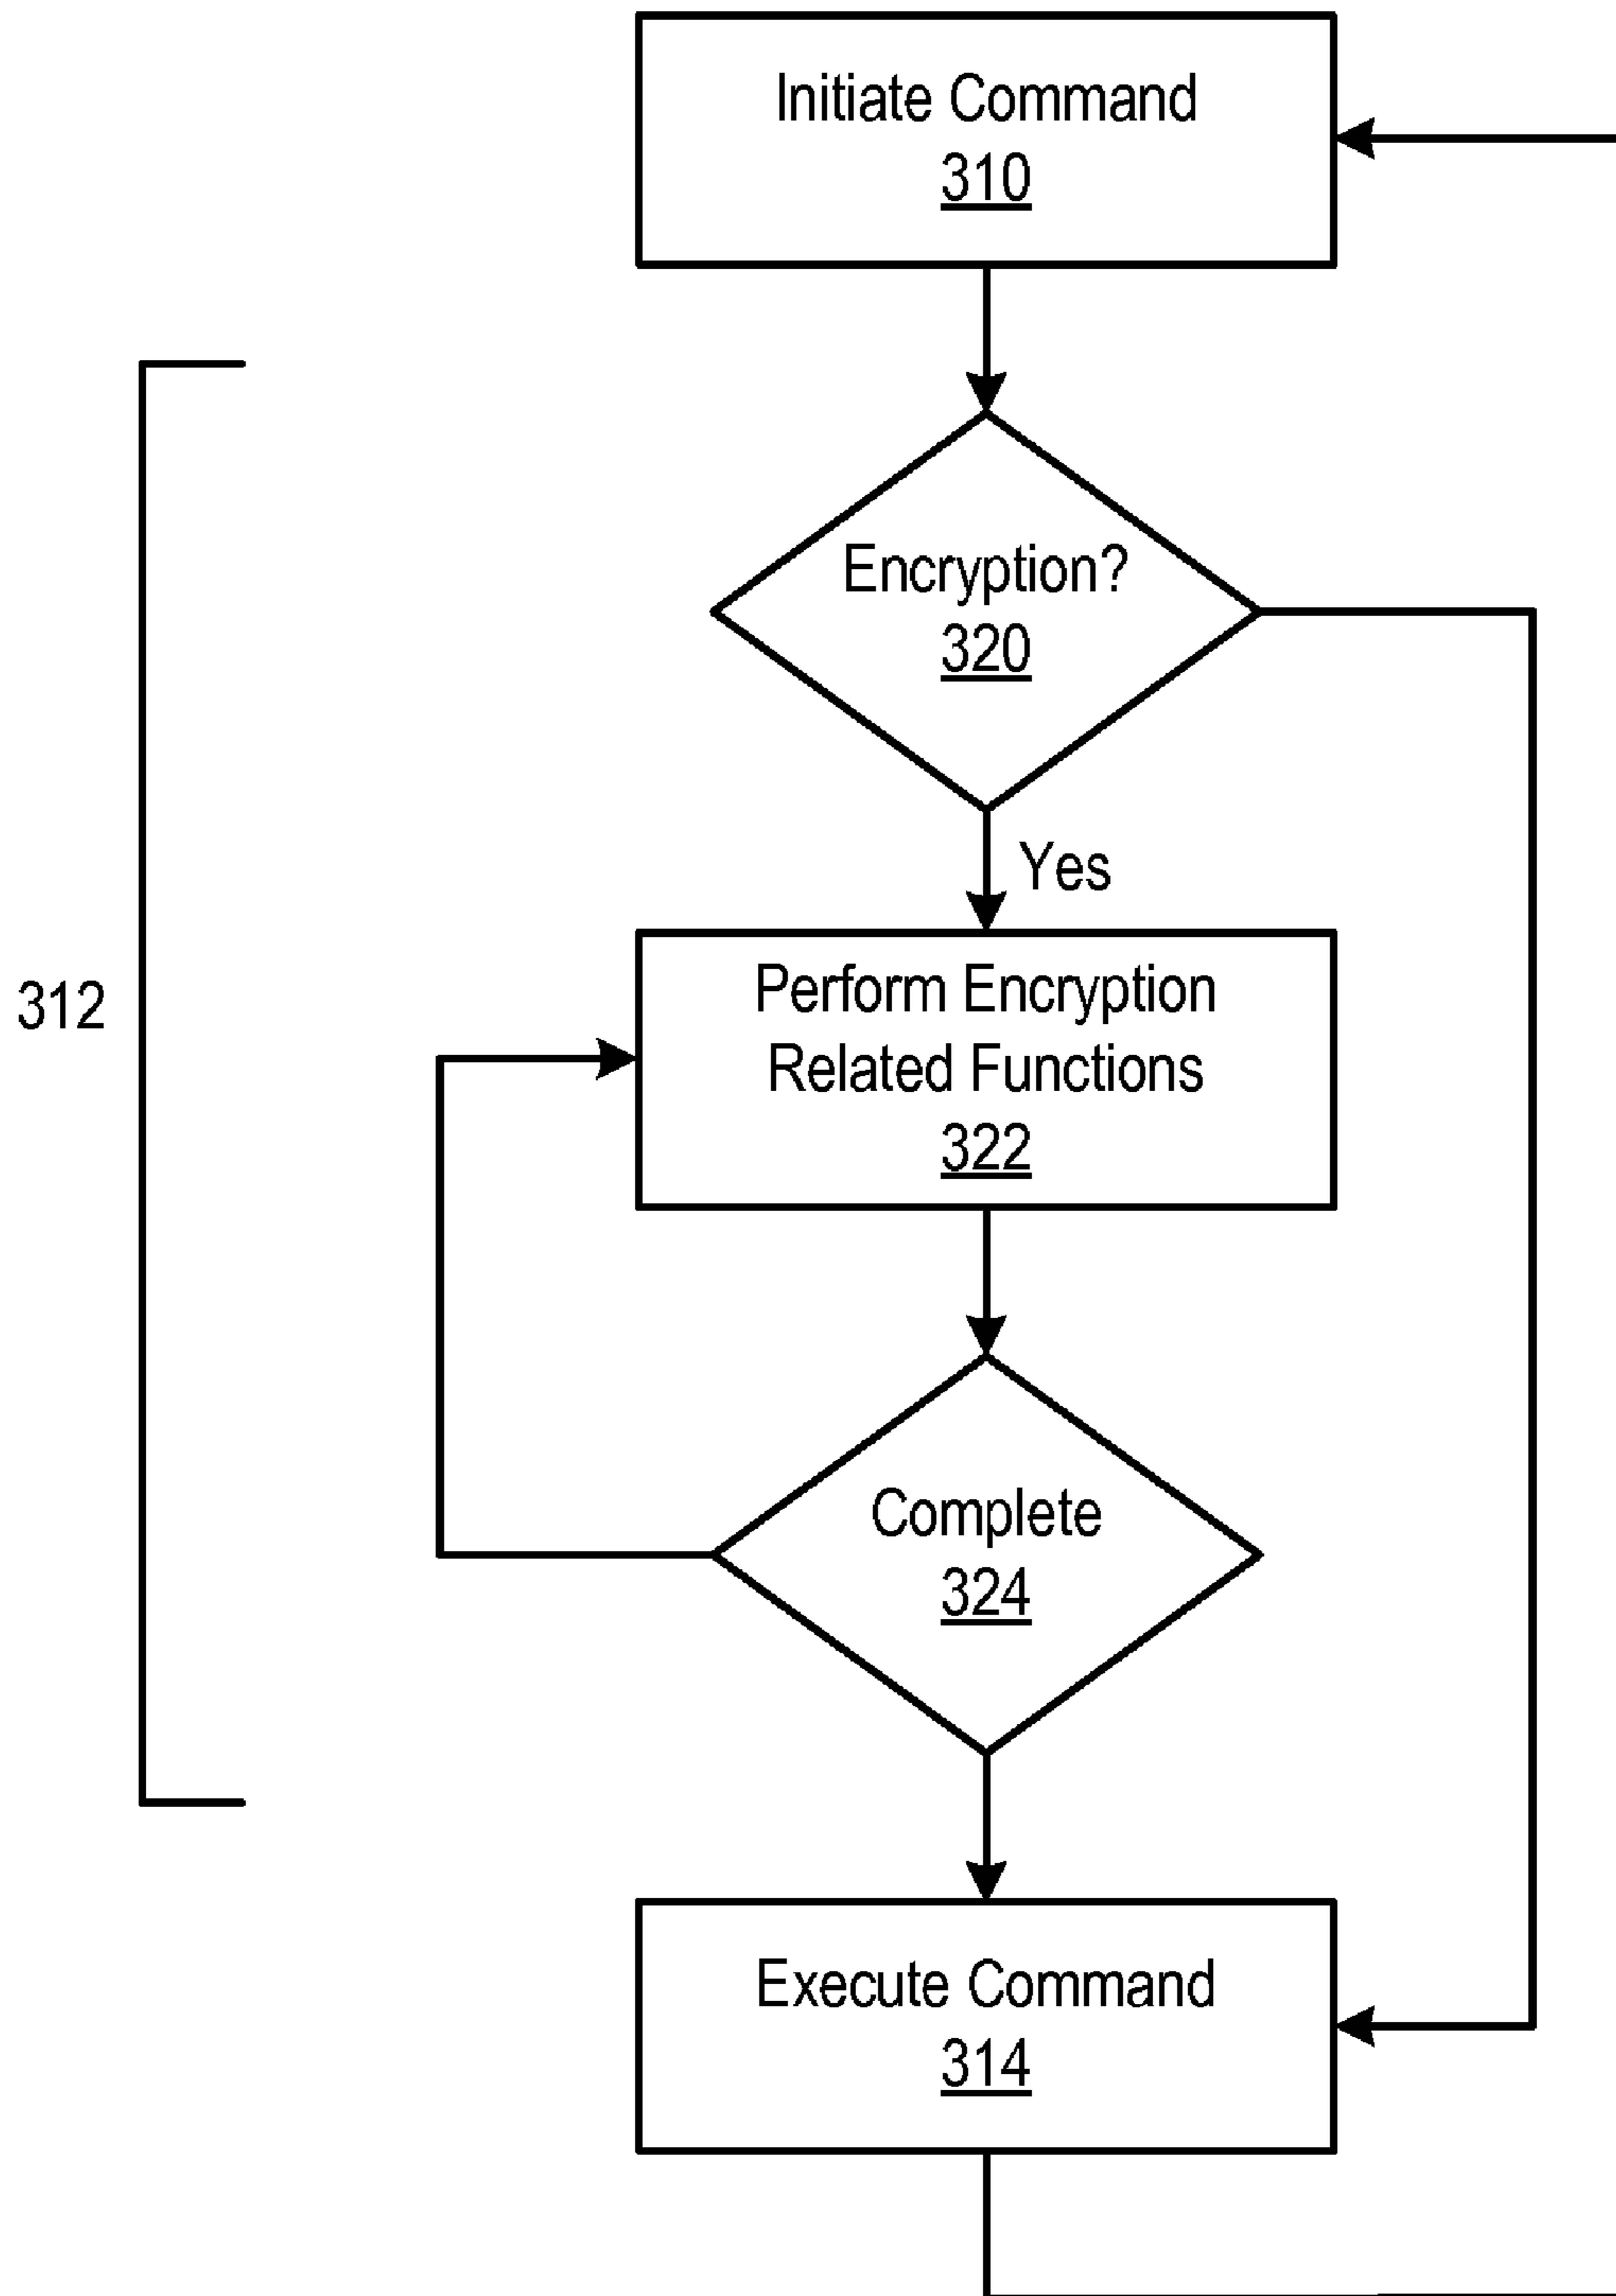 Initiate Command
310
Encryption?
320
Yes
312
Perform Encryption
Related Functions
322
Complete
324
Execute Command
314